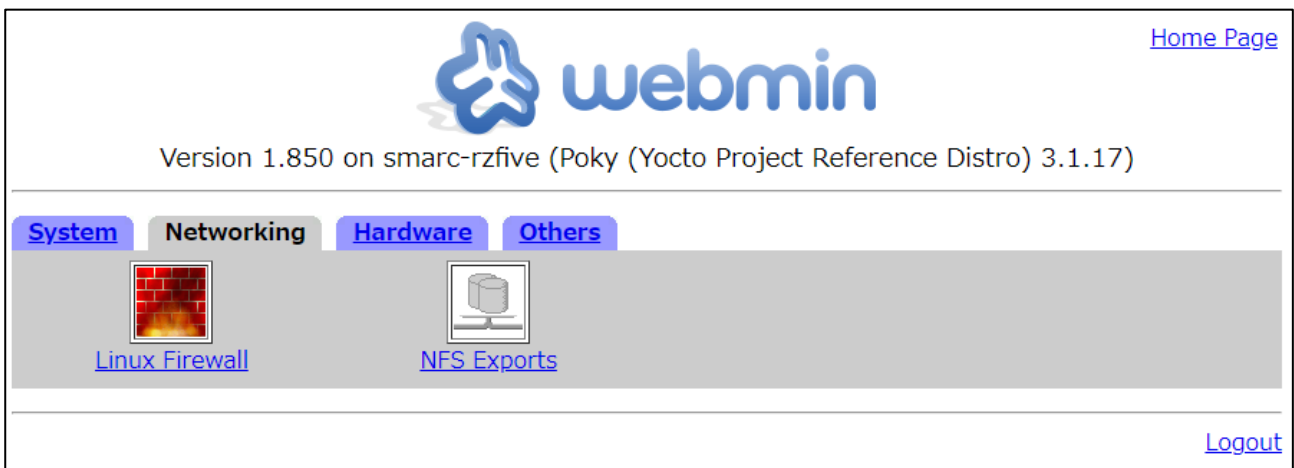 Home Page
webmin
Version 1.850 on smarc-rzfive (Poky (Yocto Project Reference Distro) 3.1.17)
System Networking Hardware Others
Linux Firewall NFS Exports
Logout